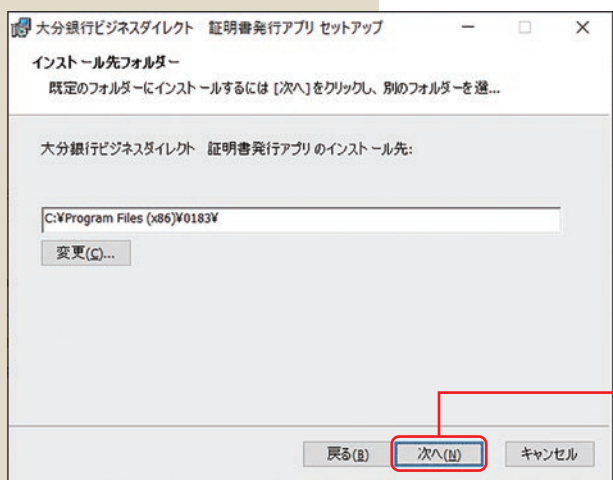 大分銀行ビジネスダイレクト 証明書発行アプリ セットアップ
インストール先フォルダー
既定のフォルダーにインストールするには [次へ]をクリックし、別のフォルダーを選...
大分銀行ビジネスダイレクト 証明書発行アプリ のインストール先:
C:¥Program Files (x86)¥0183¥
変更(C)...
戻る(B) 次へ(N) キャンセル